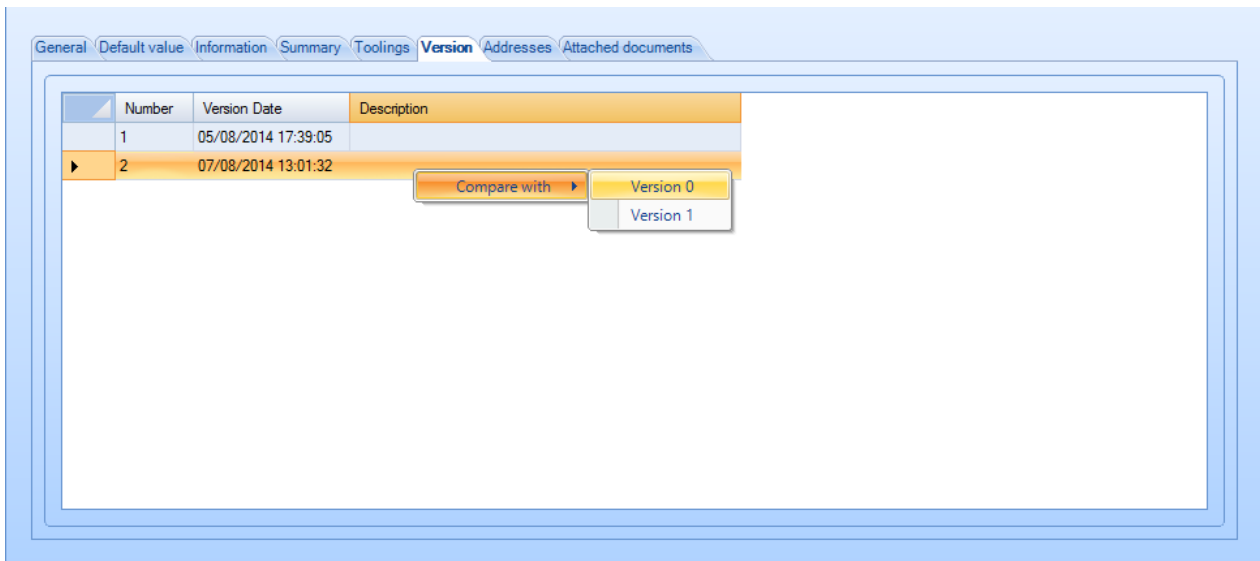 General Default value Information Summary Toolings Version Addresses Attached documents
Number Version Date Description
1 05/08/2014 17:39:05
2 07/08/2014 13:01:32
Compare with Version 0
Version 1